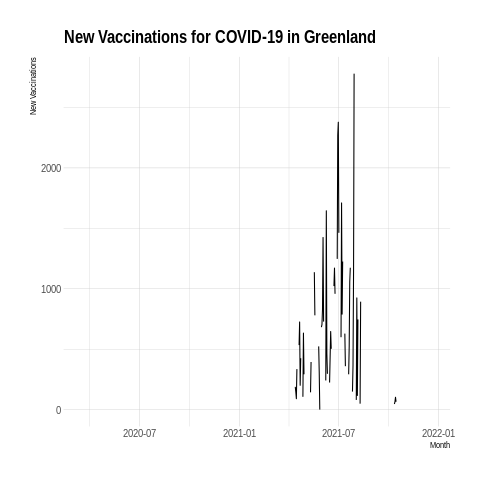 New Vaccinations for COVID-19 in Greenland
New Vaccinations
2000
1000
0
2020-07 2021-01 2021-07 2022-01
Month